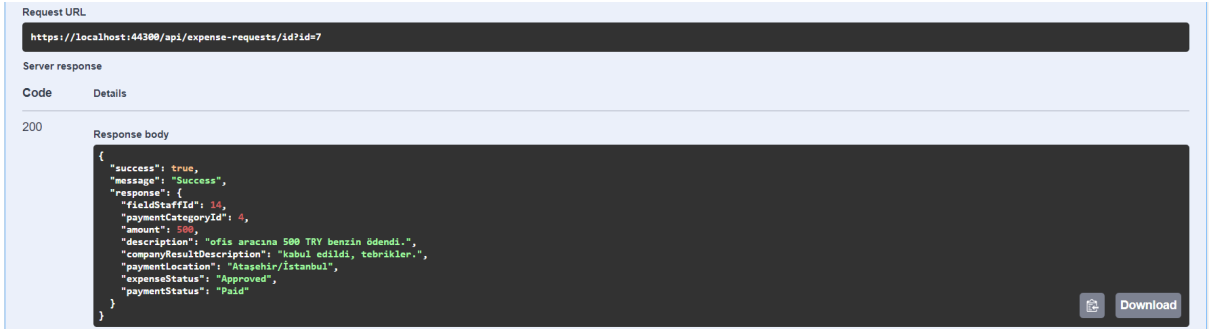 Request URL
https://localhost:44300/api/expense-requests/id?id=7
Server response
Code Details
200
Response body
{
  "success": true,
  "message": "Success",
  "response": {
    "fieldStaffId": 14,
    "paymentCategoryId": 4,
    "amount": 500,
    "description": "ofis aracına 500 TRY benzin ödendi.",
    "companyResultDescription": "kabul edildi, tebrikler.",
    "paymentLocation": "Ataşehir/İstanbul",
    "expenseStatus": "Approved",
    "paymentStatus": "Paid"
  }
}
Download